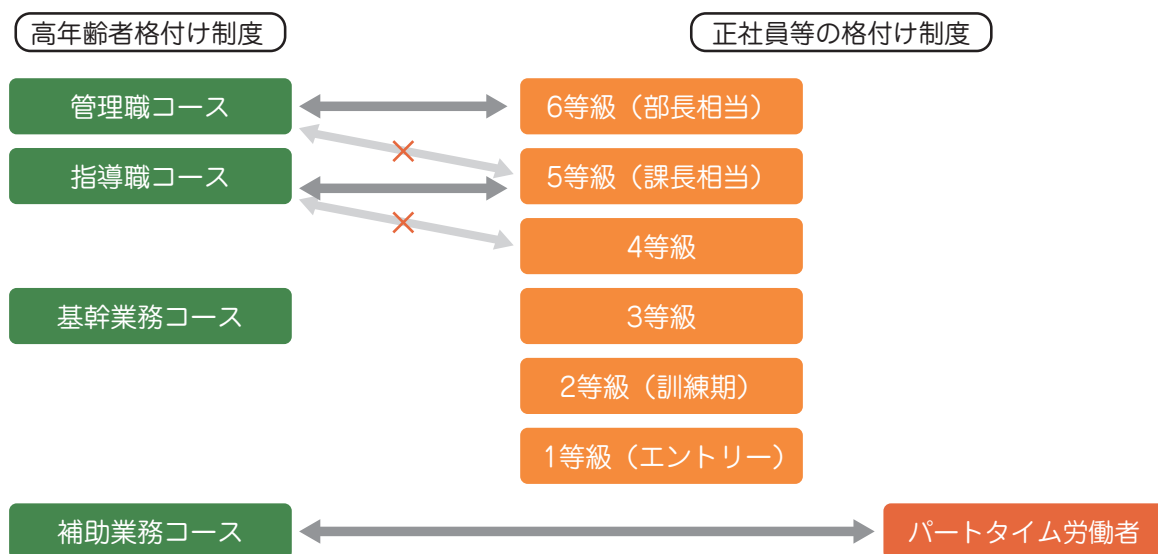 高年齢者格付け制度
正社員等の格付け制度
管理職コース
6等級（部長相当）
指導職コース
5等級（課長相当）
4等級
基幹業務コース
3等級
2等級（訓練期）
1等級（エントリー）
補助業務コース
パートタイム労働者